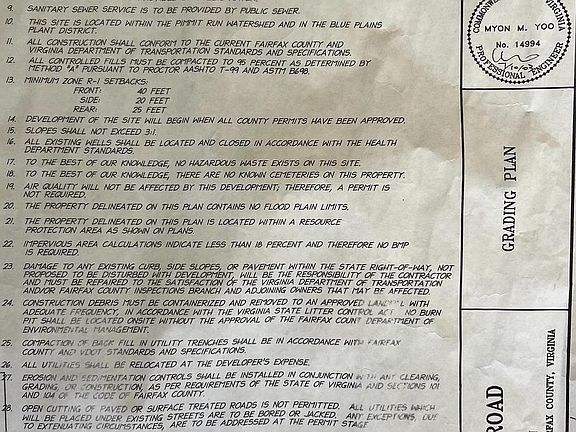 9. SANITARY SEWER SERVICE IS TO BE PROVIDED BY PUBLIC SEWER.
10. THIS SITE IS LOCATED WITHIN THE PIMMIT RUN WATERSHED AND IN THE BLUE PLAINS
PLANT DISTRICT.
11. ALL CONSTRUCTION SHALL CONFORM TO THE CURRENT FAIRFAX COUNTY AND
VIRGINIA DEPARTMENT OF TRANSPORTATION STANDARDS AND SPECIFICATIONS.
12. ALL CONTROLLED FILLS MUST BE COMPACTED TO 95 PERCENT AS DETERMINED BY
METHOD "A" PURSUANT TO PROCTOR AASHTO T-99 AND ASTM D698.
13. MINIMUM ZONE R-1 SETBACKS:
FRONT: 40 FEET
SIDE: 20 FEET
REAR: 25 FEET
14. DEVELOPMENT OF THE SITE WILL BEGIN WHEN ALL COUNTY PERMITS HAVE BEEN APPROVED.
15. SLOPES SHALL NOT EXCEED 3:1.
16. ALL EXISTING WELLS SHALL BE LOCATED AND CLOSED IN ACCORDANCE WITH THE HEALTH
DEPARTMENT STANDARDS.
17. TO THE BEST OF OUR KNOWLEDGE, NO HAZARDOUS WASTE EXISTS ON THIS SITE.
18. TO THE BEST OF OUR KNOWLEDGE, THERE ARE NO KNOWN CEMETERIES ON THIS PROPERTY.
19. AIR QUALITY WILL NOT BE AFFECTED BY THIS DEVELOPMENT; THEREFORE, A PERMIT IS
NOT REQUIRED.
20. THE PROPERTY DELINEATED ON THIS PLAN CONTAINS NO FLOOD PLAIN LIMITS.
21. THE PROPERTY DELINEATED ON THIS PLAN IS LOCATED WITHIN A RESOURCE
PROTECTION AREA AS SHOWN ON PLANS.
22. IMPERVIOUS AREA CALCULATIONS INDICATE LESS THAN 18 PERCENT AND THEREFORE NO BMP
IS REQUIRED.
23. DAMAGE TO ANY EXISTING CURB, SIDE SLOPES, OR PAVEMENT WITHIN THE STATE RIGHT-OF-WAY, NOT
PROPOSED TO BE DISTURBED WITH DEVELOPMENT, WILL BE THE RESPONSIBILITY OF THE CONTRACTOR
AND MUST BE REPAIRED TO THE SATISFACTION OF THE VIRGINIA DEPARTMENT OF TRANSPORTATION
AND/OR FAIRFAX COUNTY INSPECTIONS BRANCH AND ADJOINING OWNERS THAT MAY BE AFFECTED.
24. CONSTRUCTION DEBRIS MUST BE CONTAINERIZED AND REMOVED TO AN APPROVED LANDFILL WITH
ADEQUATE FREQUENCY, IN ACCORDANCE WITH THE VIRGINIA STATE LITTER CONTROL ACT NO BURN
PIT SHALL BE LOCATED ONSITE WITHOUT THE APPROVAL OF THE FAIRFAX COUNTY DEPARTMENT OF
ENVIRONMENTAL MANAGEMENT.
25. COMPACTION OF BACK FILL IN UTILITY TRENCHES SHALL BE IN ACCORDANCE WITH FAIRFAX
COUNTY AND VDOT STANDARDS AND SPECIFICATIONS.
26. ALL UTILITIES SHALL BE RELOCATED AT THE DEVELOPER'S EXPENSE
27. EROSION AND SEDIMENTATION CONTROLS SHALL BE INSTALLED IN CONJUNCTION WITH ANY CLEARING,
GRADING, OR CONSTRUCTION, AS PER REQUIREMENTS OF THE STATE OF VIRGINIA AND SECTIONS 101
AND 104 OF THE CODE OF FAIRFAX COUNTY.
28. OPEN CUTTING OF PAVED OR SURFACE TREATED ROADS IS NOT PERMITTED. ALL UTILITIES WHICH
WILL BE PLACED UNDER EXISTING STREETS ARE TO BE BORED OR JACKED. ANY EXCEPTIONS, DUE
TO EXTENUATING CIRCUMSTANCES, ARE TO BE ADDRESSED AT THE PERMIT STAGE
VIRGINIA
MYON M. YOO
No. 14994
PROFESSIONAL ENGINEER
GRADING PLAN
ROAD
COUNTY, VIRGINIA